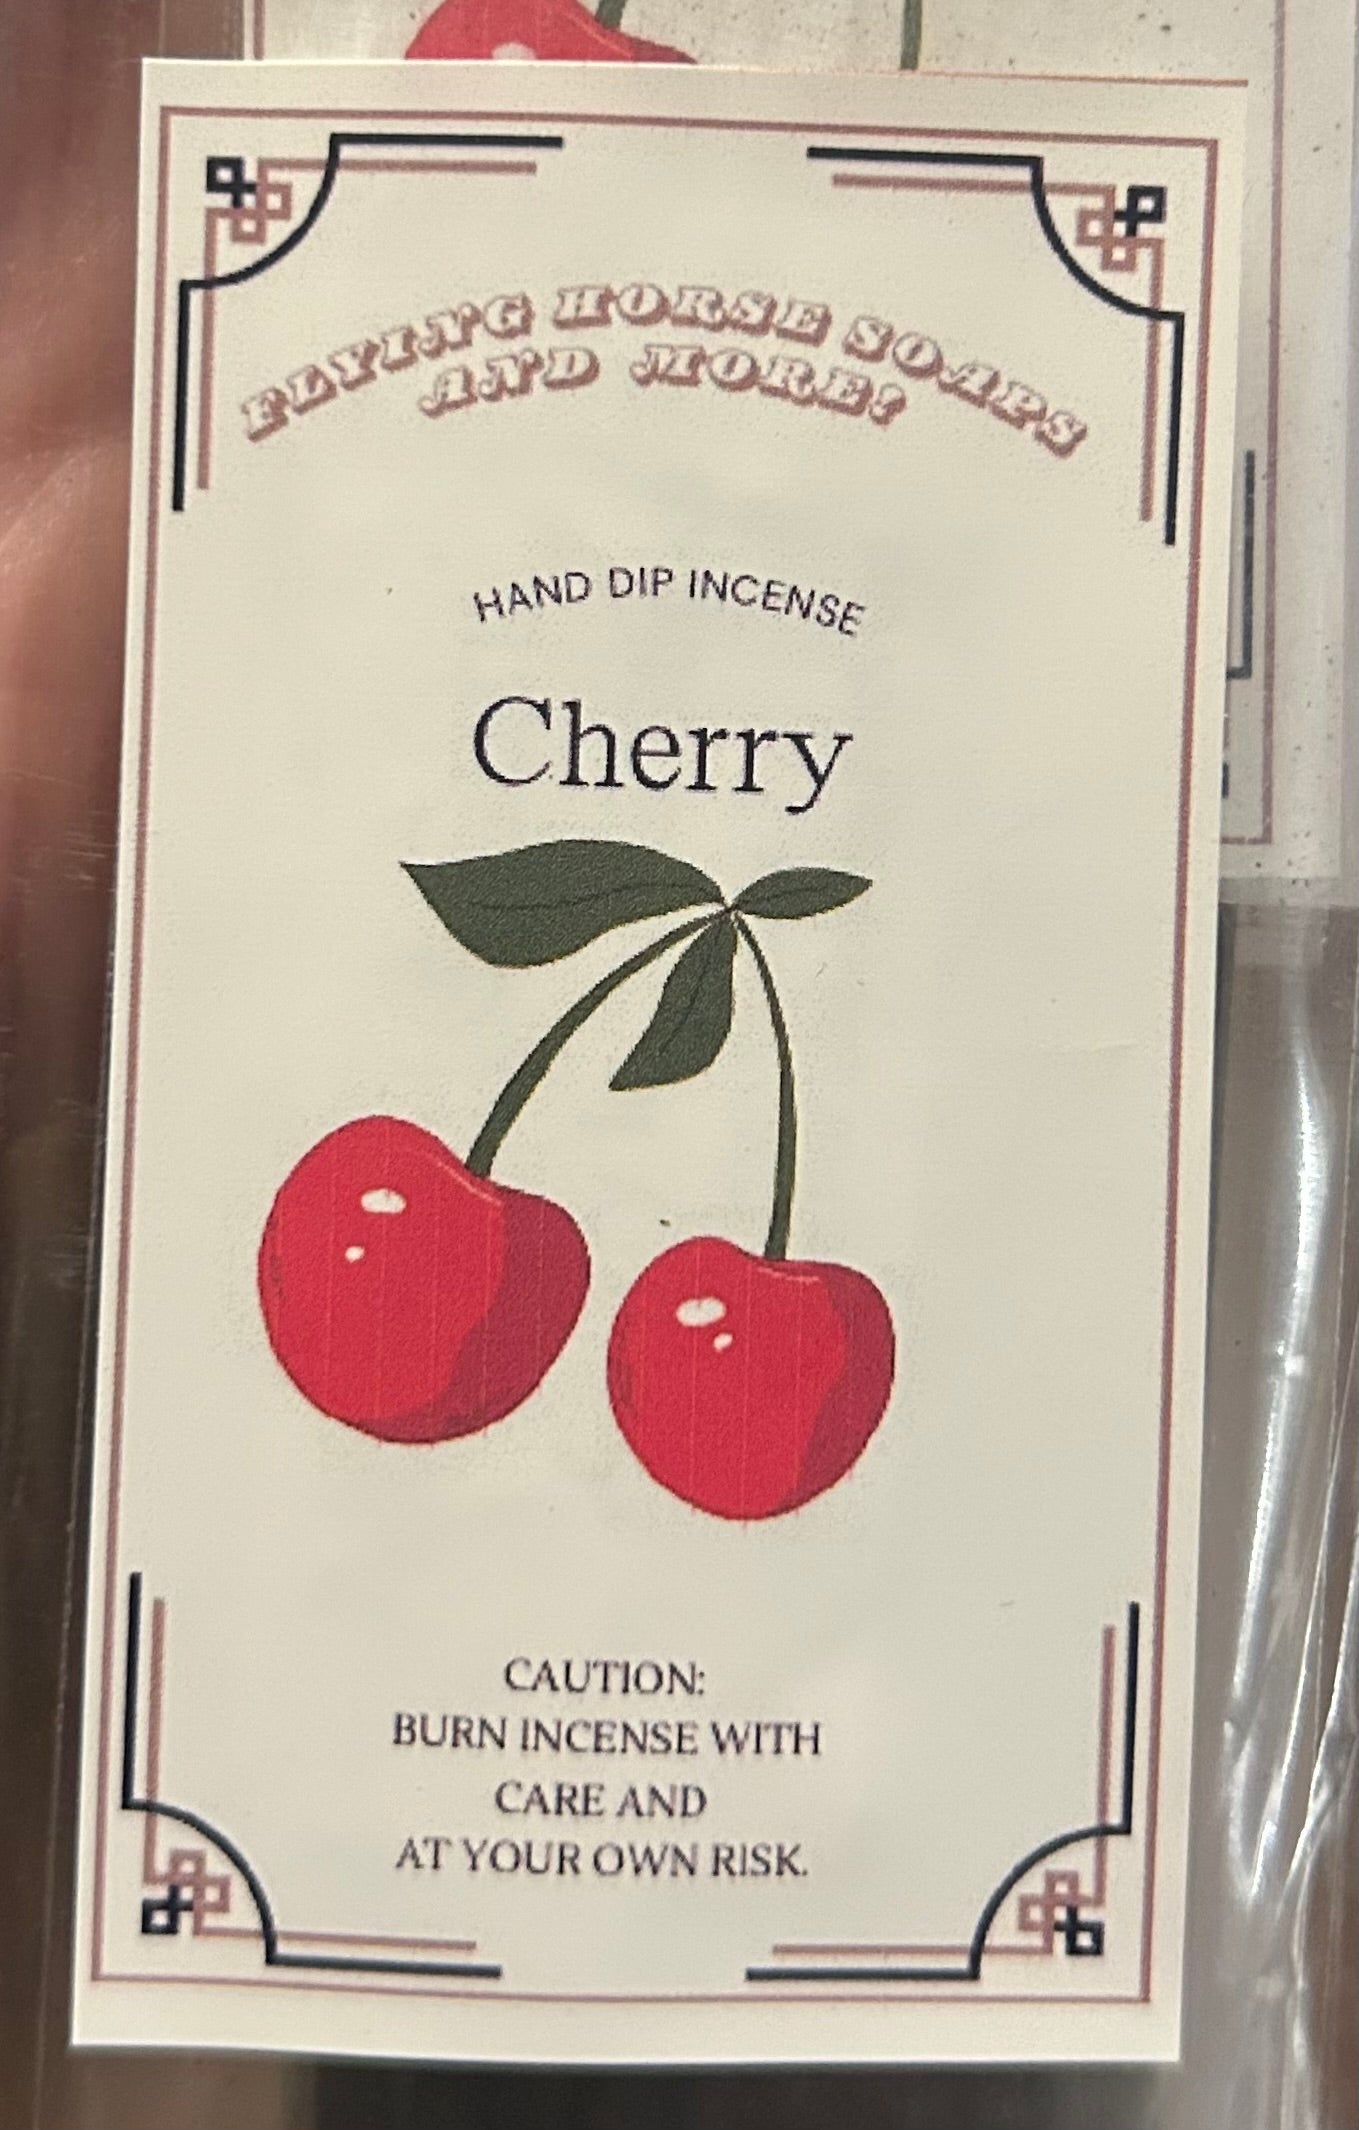 FLYING HORSE SOAPS
AND MORE!
HAND DIP INCENSE
Cherry
CAUTION:
BURN INCENSE WITH
CARE AND
AT YOUR OWN RISK.